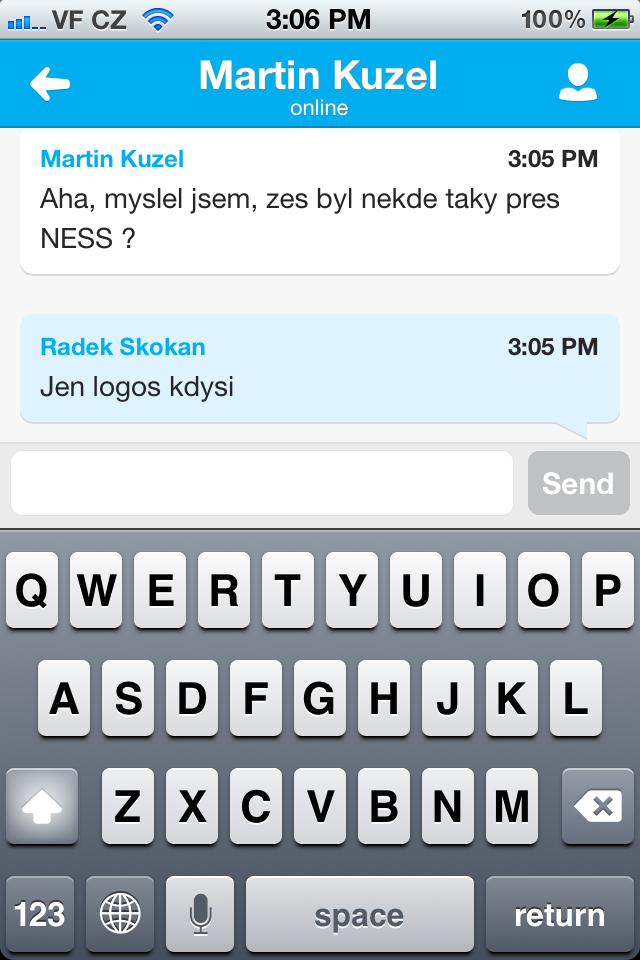 VF CZ 3:06 PM 100%
Martin Kuzel
online
Martin Kuzel 3:05 PM
Aha, myslel jsem, zes byl nekde taky pres
NESS ?
Radek Skokan 3:05 PM
Jen logos kdysi
Send
Q W E R T Y U I O P
A S D F G H J K L
Z X C V B N M
123 space return